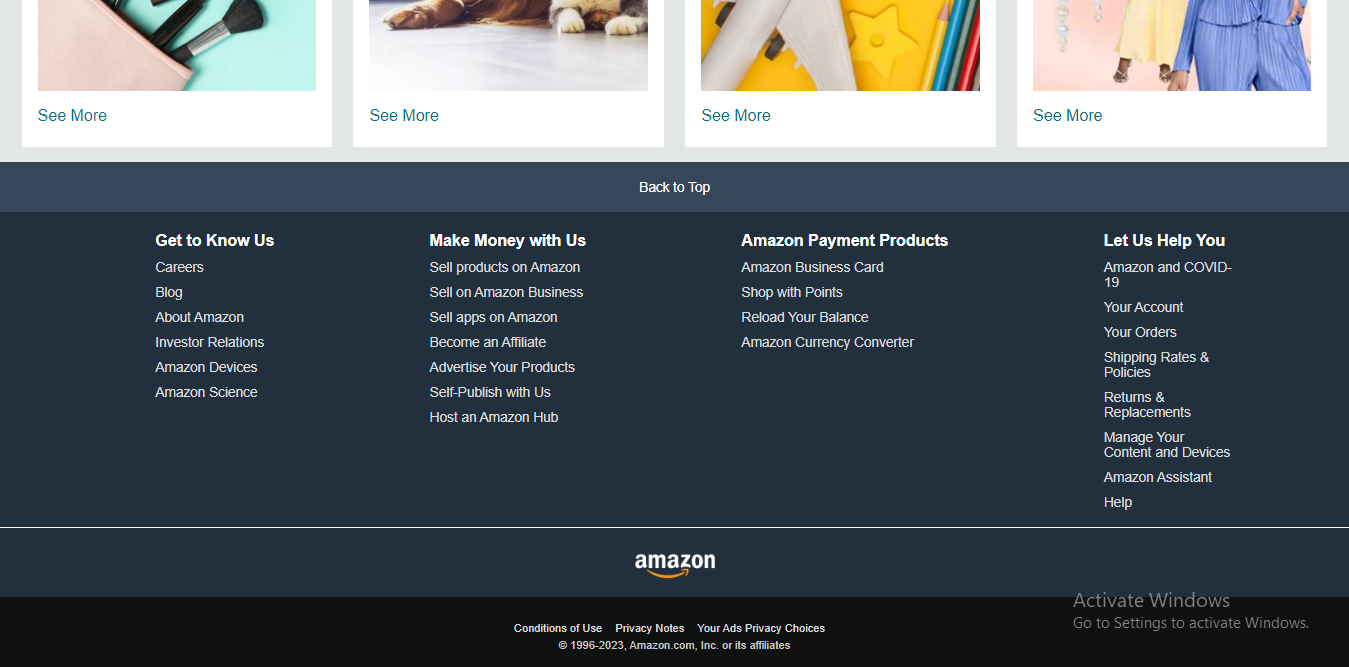 See More
See More
See More
See More
Back to Top
Get to Know Us
Careers
Blog
About Amazon
Investor Relations
Amazon Devices
Amazon Science
Make Money with Us
Sell products on Amazon
Sell on Amazon Business
Sell apps on Amazon
Become an Affiliate
Advertise Your Products
Self-Publish with Us
Host an Amazon Hub
Amazon Payment Products
Amazon Business Card
Shop with Points
Reload Your Balance
Amazon Currency Converter
Let Us Help You
Amazon and COVID-
19
Your Account
Your Orders
Shipping Rates &
Policies
Returns &
Replacements
Manage Your
Content and Devices
Amazon Assistant
Help
amazon
Activate Windows
Go to Settings to activate Windows.
Conditions of Use Privacy Notes Your Ads Privacy Choices
© 1996-2023, Amazon.com, Inc. or its affiliates